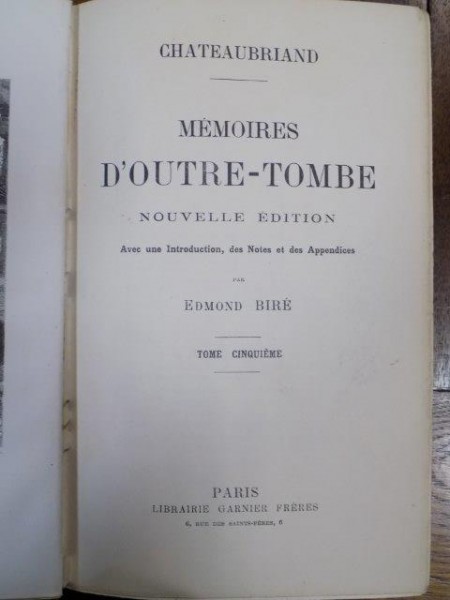 CHATEAUBRIAND
MÉMOIRES
D'OUTRE-TOMBE
NOUVELLE ÉDITION
Avec une Introduction, des Notes et des Appendices
PAR
EDMOND BIRÉ
TOME CINQUIÈME
PARIS
LIBRAIRIE GARNIER FRÈRES
6, RUE DES SAINTS-PÈRES, 6